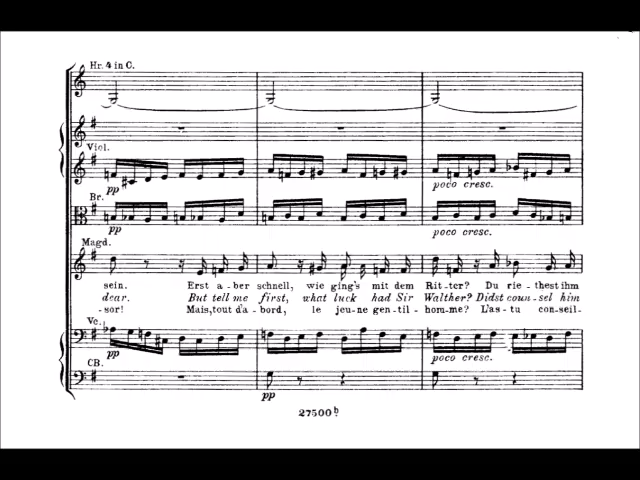 Hr. 4 in C.
Viol.
pp
poco cresc.
Br.
pp
poco cresc.
Magd.
sein. Erst a-ber schnell, wie ging's mit dem Rit-ter? Du rie-thest ihm
dear. But tell me first, what luck had Sir Walther? Didst coun-sel him
-sor! Mais, tout d'a-bord, le jeu-ne gen-til-hom-me? L'as-tu con-seil-
Vc.
pp
poco cresc.
CB.
pp
27500 b